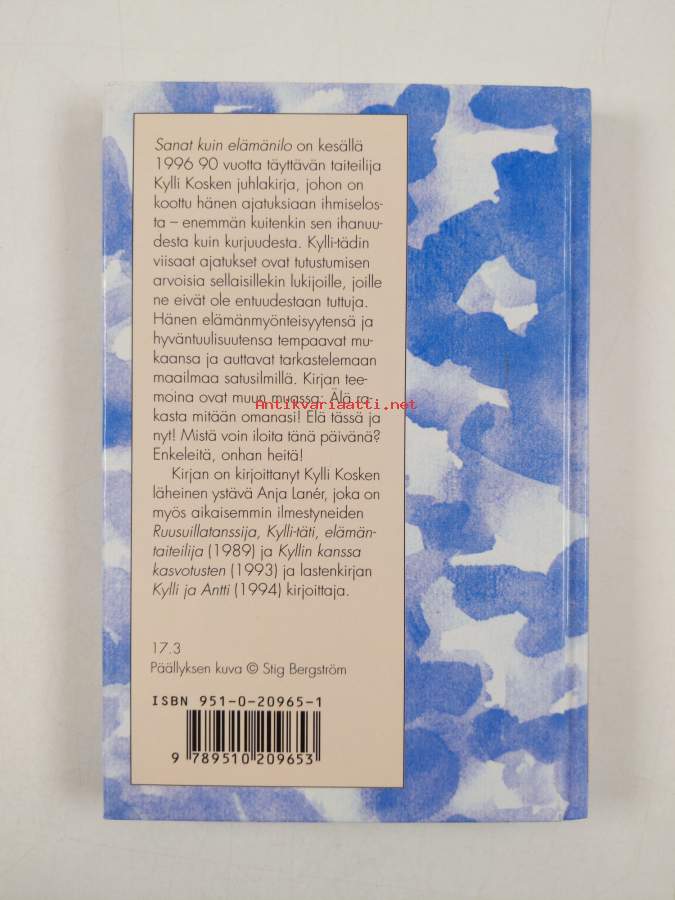 Sanat kuin elämänilo on kesällä
1996 90 vuotta täyttävän taiteilija
Kylli Kosken juhlakirja, johon on
koottu hänen ajatuksiaan ihmiselos-
ta – enemmän kuitenkin sen ihanuu-
desta kuin kurjuudesta. Kylli-tädin
viisaat ajatukset ovat tutustumisen
arvoisia sellaisillekin lukijoille, joille
ne eivät ole entuudestaan tuttuja.
Hänen elämänmyönteisyytensä ja
hyväntuulisuutensa tempaavat mu-
kaansa ja auttavat tarkastelemaan
maailmaa satusilmillä. Kirjan tee-
moina ovat muun muassa: Älä ra-
Antikvariaatti.net
kasta mitään omanasi! Elä tässä ja
nyt! Mistä voin iloita tänä päivänä?
Enkeleitä, onhan heitä!
Kirjan on kirjoittanyt Kylli Kosken
läheinen ystävä Anja Lanér, joka on
myös aikaisemmin ilmestyneiden
Ruusuillatanssija, Kylli-täti, elämän-
taiteilija (1989) ja Kyllin kanssa
kasvotusten (1993) ja lastenkirjan
Kylli ja Antti (1994) kirjoittaja.
17.3
Päällyksen kuva © Stig Bergström
ISBN 951-0-20965-1
9 789510 209653